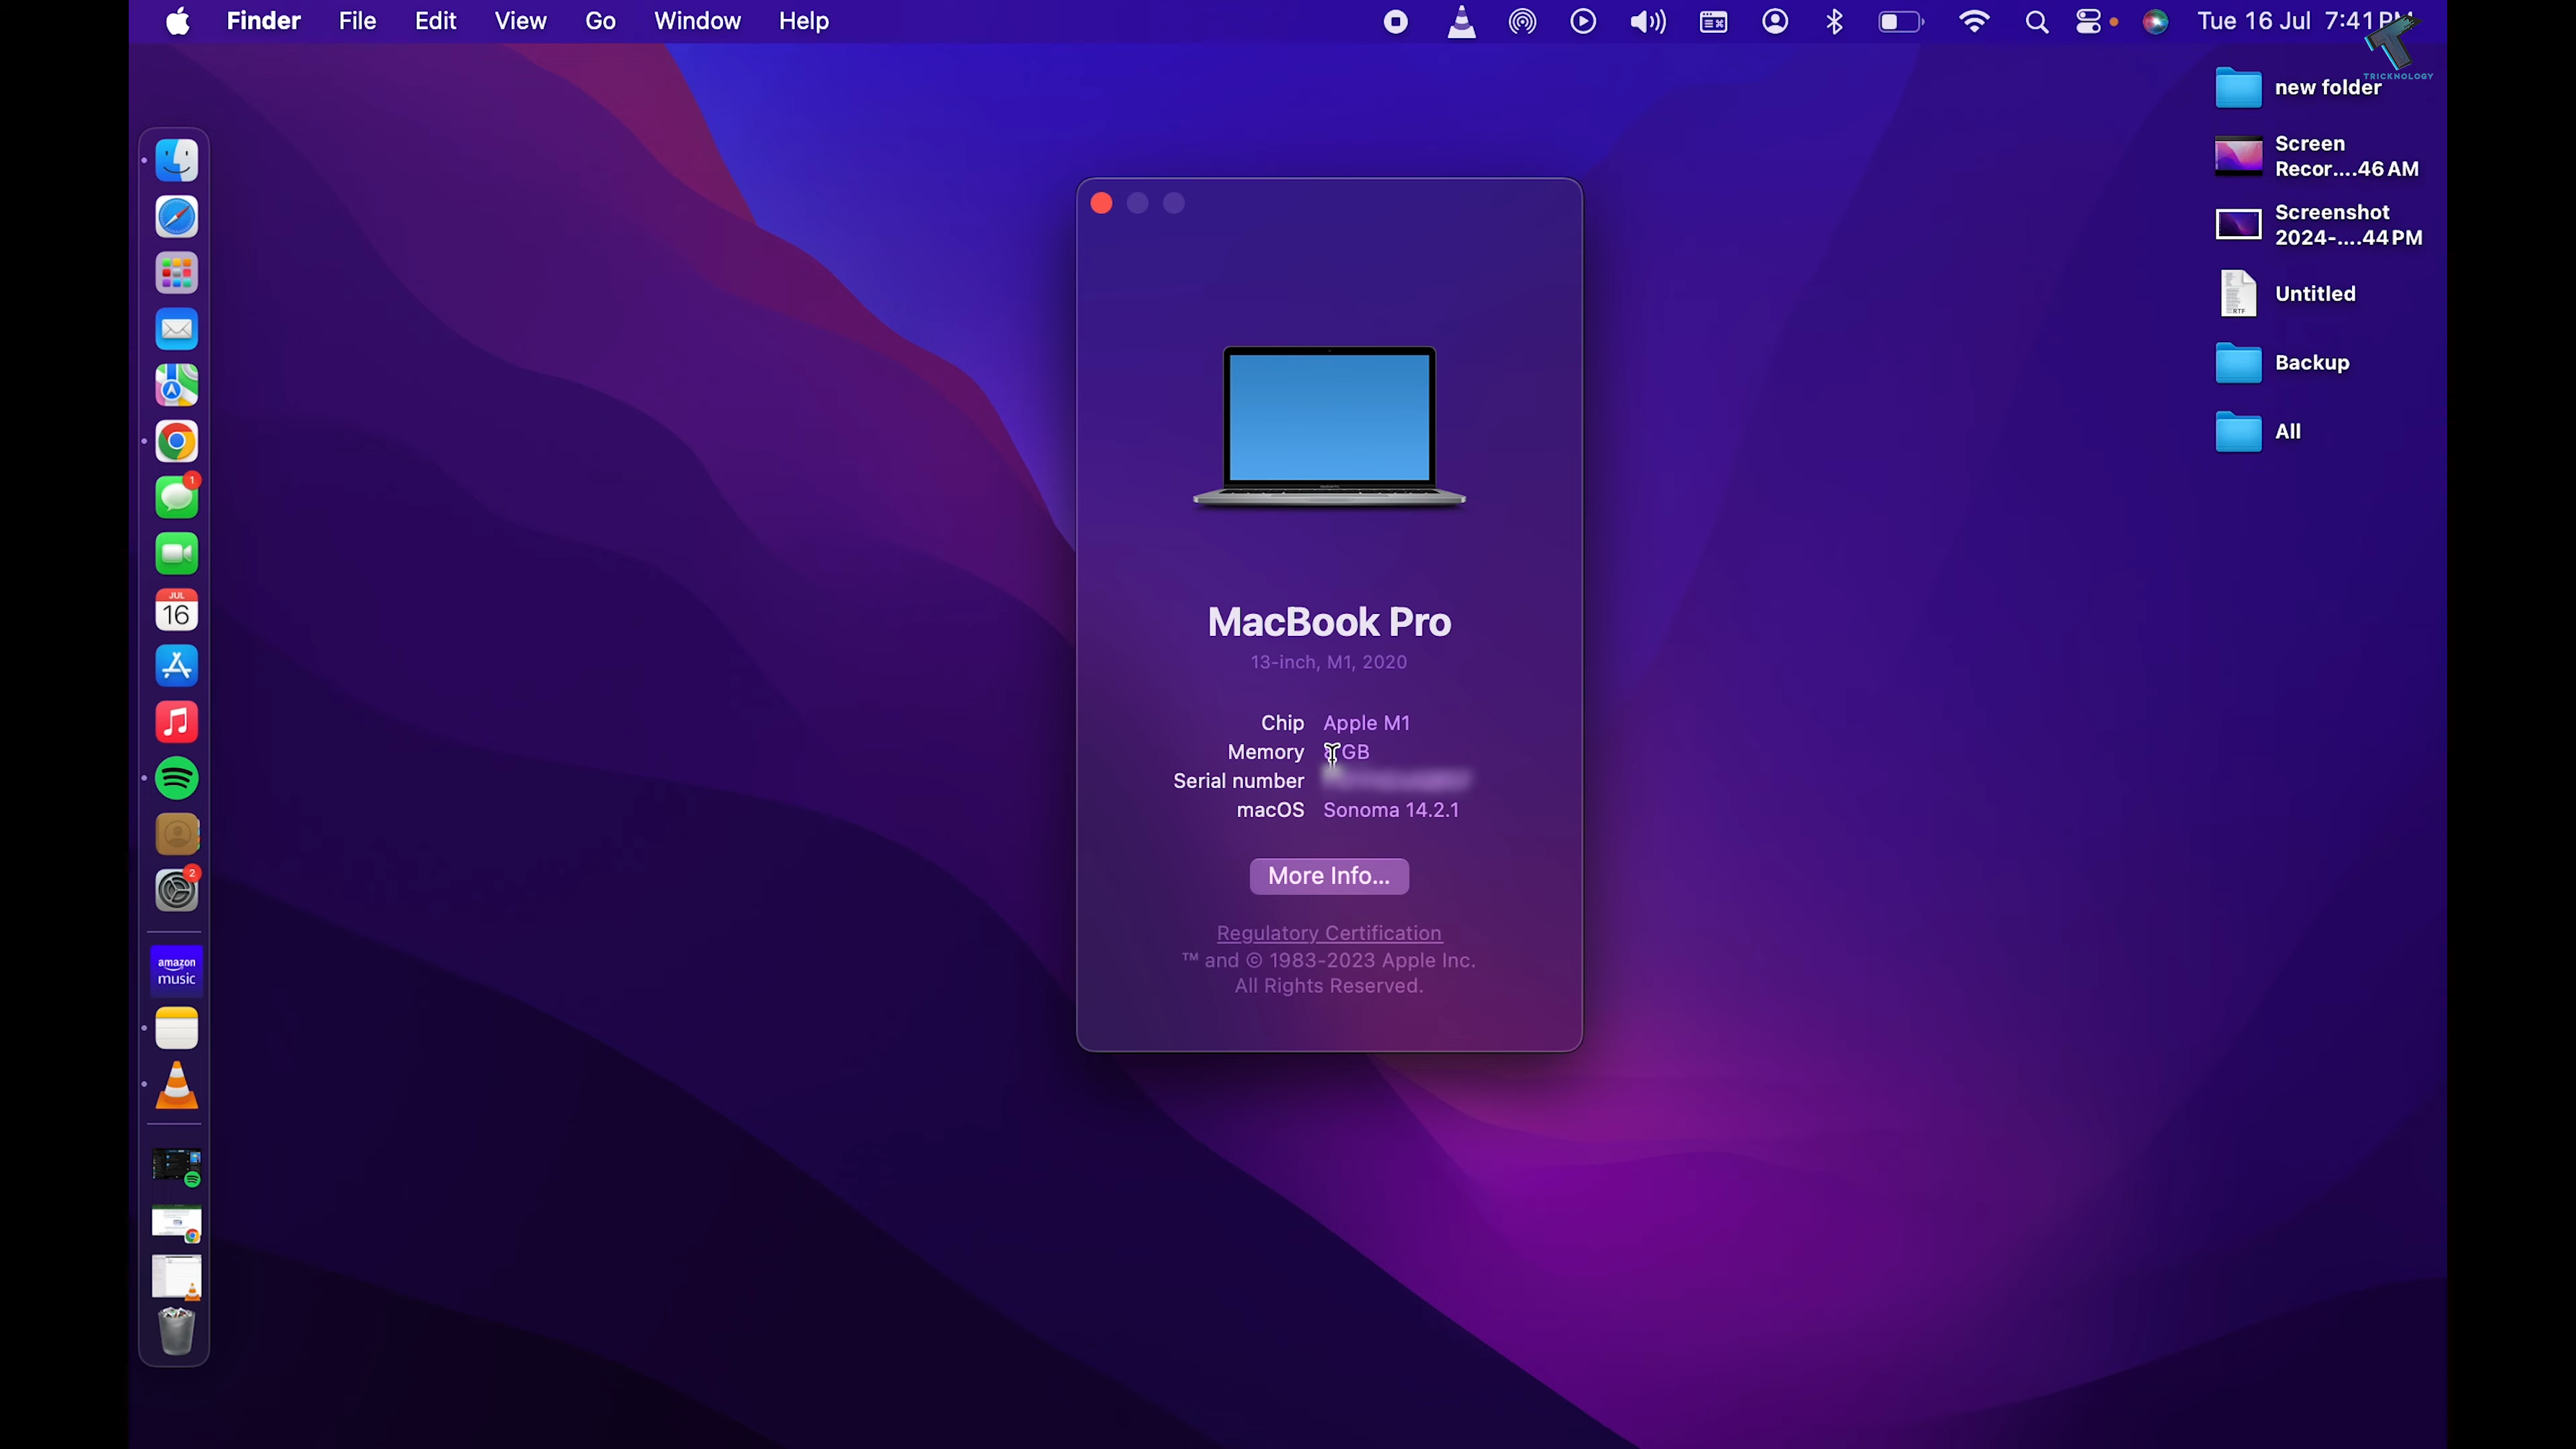 Finder File Edit View Go Window Help Tue 16 Jul 7:41 PM
TRICKNOLOGY
new folder
Screen
Recor....46 AM
Screenshot
2024-....44 PM
Untitled
RTF
Backup
All
1
JUL
16
2
amazon
music
MacBook Pro
13-inch, M1, 2020
Chip Apple M1
Memory GB
Serial number
macOS Sonoma 14.2.1
More Info...
Regulatory Certification
™ and © 1983-2023 Apple Inc.
All Rights Reserved.